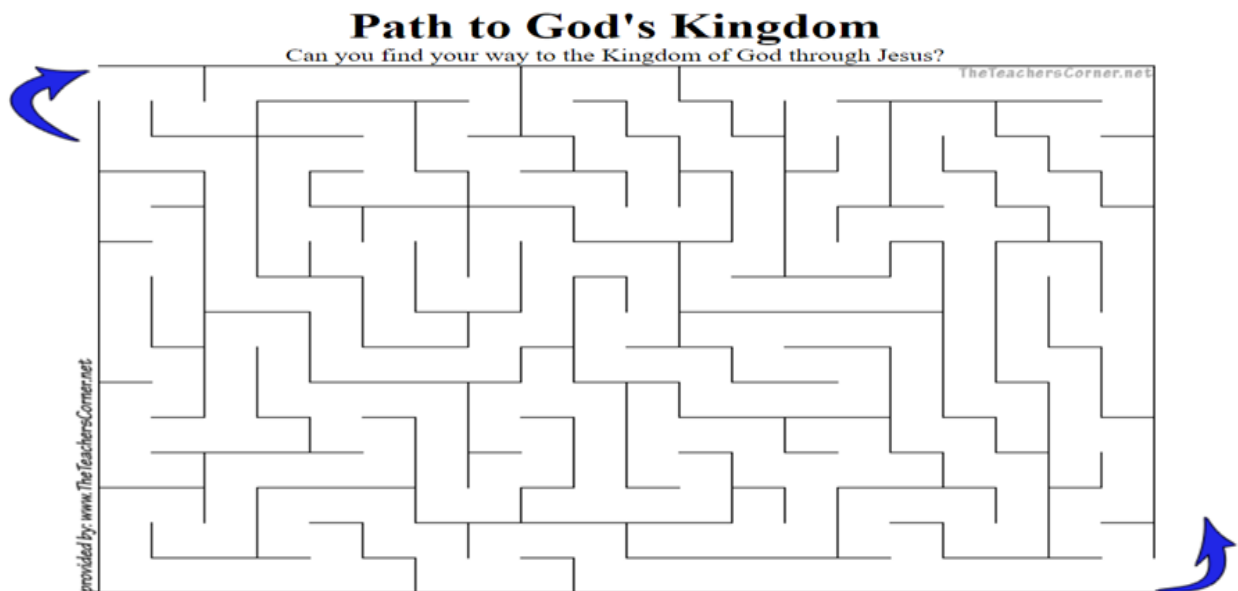 Path to God's Kingdom
Can you find your way to the Kingdom of God through Jesus?
TheTeachersCorner.net
provided by: www.TheTeachersCorner.net